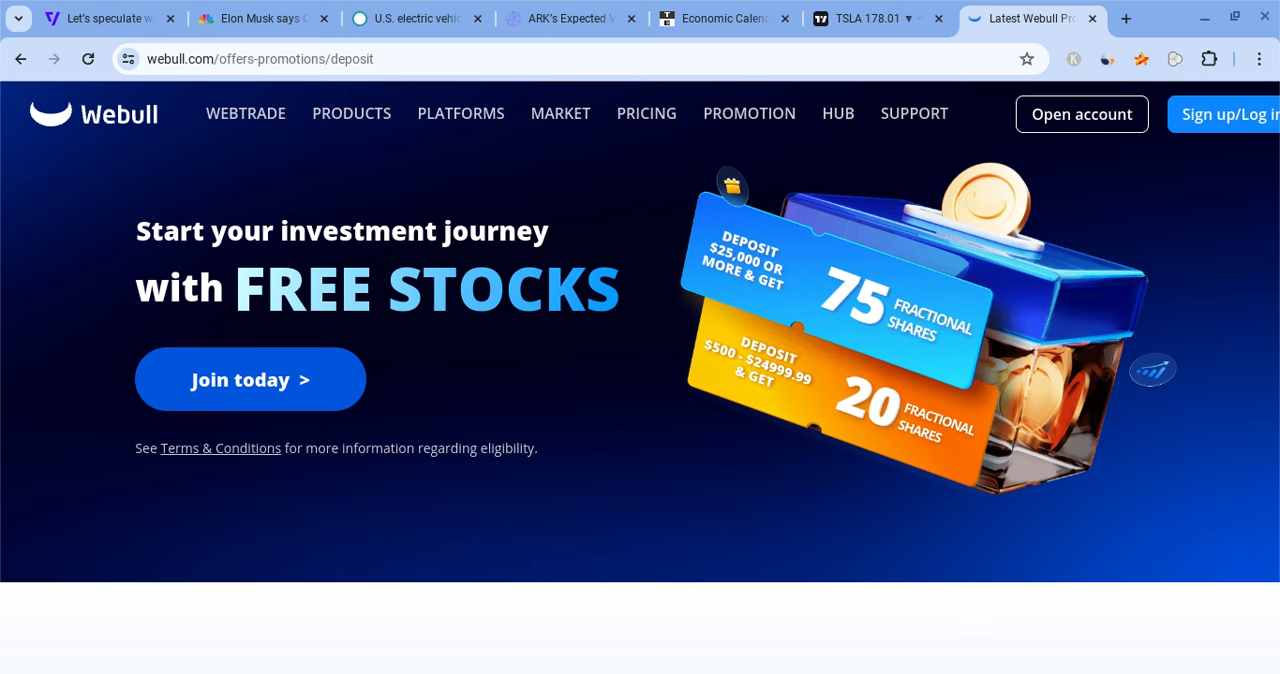 Let's speculate w
Elon Musk says
U.S. electric vehic
ARK's Expected V
Economic Calend
TSLA 178.01 ▼
Latest Webull Pro
webull.com/offers-promotions/deposit
Webull
WEBTRADE
PRODUCTS
PLATFORMS
MARKET
PRICING
PROMOTION
HUB
SUPPORT
Open account
Sign up/Log in
Start your investment journey
with FREE STOCKS
Join today >
See Terms & Conditions for more information regarding eligibility.
DEPOSIT
$25,000 OR
MORE & GET
75 FRACTIONAL
SHARES
DEPOSIT
$500 - $24999.99
& GET
20 FRACTIONAL
SHARES